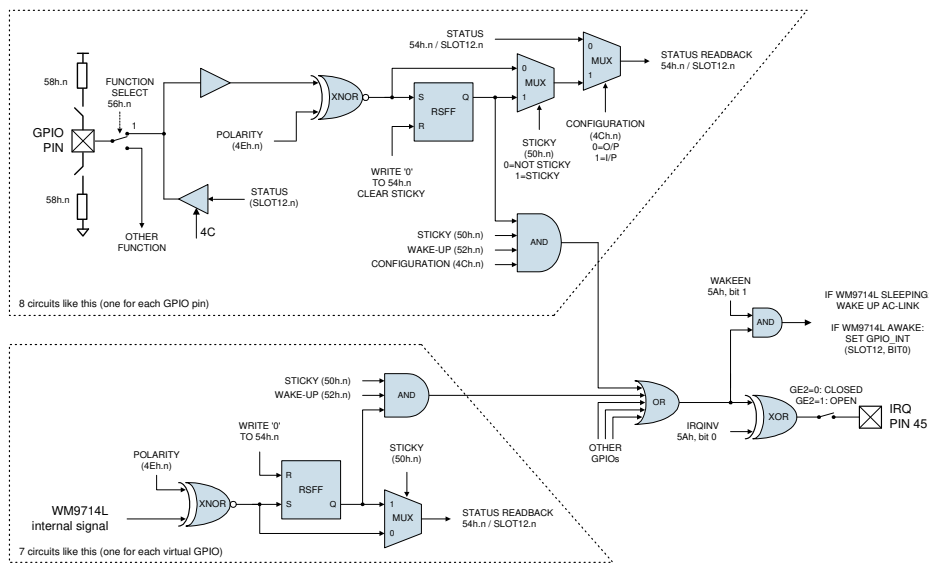 58h.n
FUNCTION
SELECT
56h.n
1
GPIO
PIN
58h.n
OTHER
FUNCTION
STATUS
(SLOT12.n)
4C
POLARITY
(4Eh.n)
XNOR
S
Q
RSFF
R
WRITE '0'
TO 54h.n
CLEAR STICKY
STATUS
54h.n / SLOT12.n
0
MUX
1
STICKY
(50h.n)
0=NOT STICKY
1=STICKY
0
MUX
1
CONFIGURATION
(4Ch.n)
0=O/P
1=I/P
STATUS READBACK
54h.n / SLOT12.n
STICKY (50h.n)
WAKE-UP (52h.n)
CONFIGURATION (4Ch.n)
AND
8 circuits like this (one for each GPIO pin)
WAKEEN
5Ah, bit 1
AND
IF WM9714L SLEEPING
WAKE UP AC-LINK
IF WM9714L AWAKE:
SET GPIO_INT
(SLOT12, BIT0)
STICKY (50h.n)
WAKE-UP (52h.n)
AND
OR
OTHER
GPIOs
IRQINV
5Ah, bit 0
XOR
GE2=0: CLOSED
GE2=1: OPEN
IRQ
PIN 45
WRITE '0'
TO 54h.n
POLARITY
(4Eh.n)
WM9714L
internal signal
XNOR
R
RSFF
S
Q
STICKY
(50h.n)
1
MUX
0
STATUS READBACK
54h.n / SLOT12.n
7 circuits like this (one for each virtual GPIO)